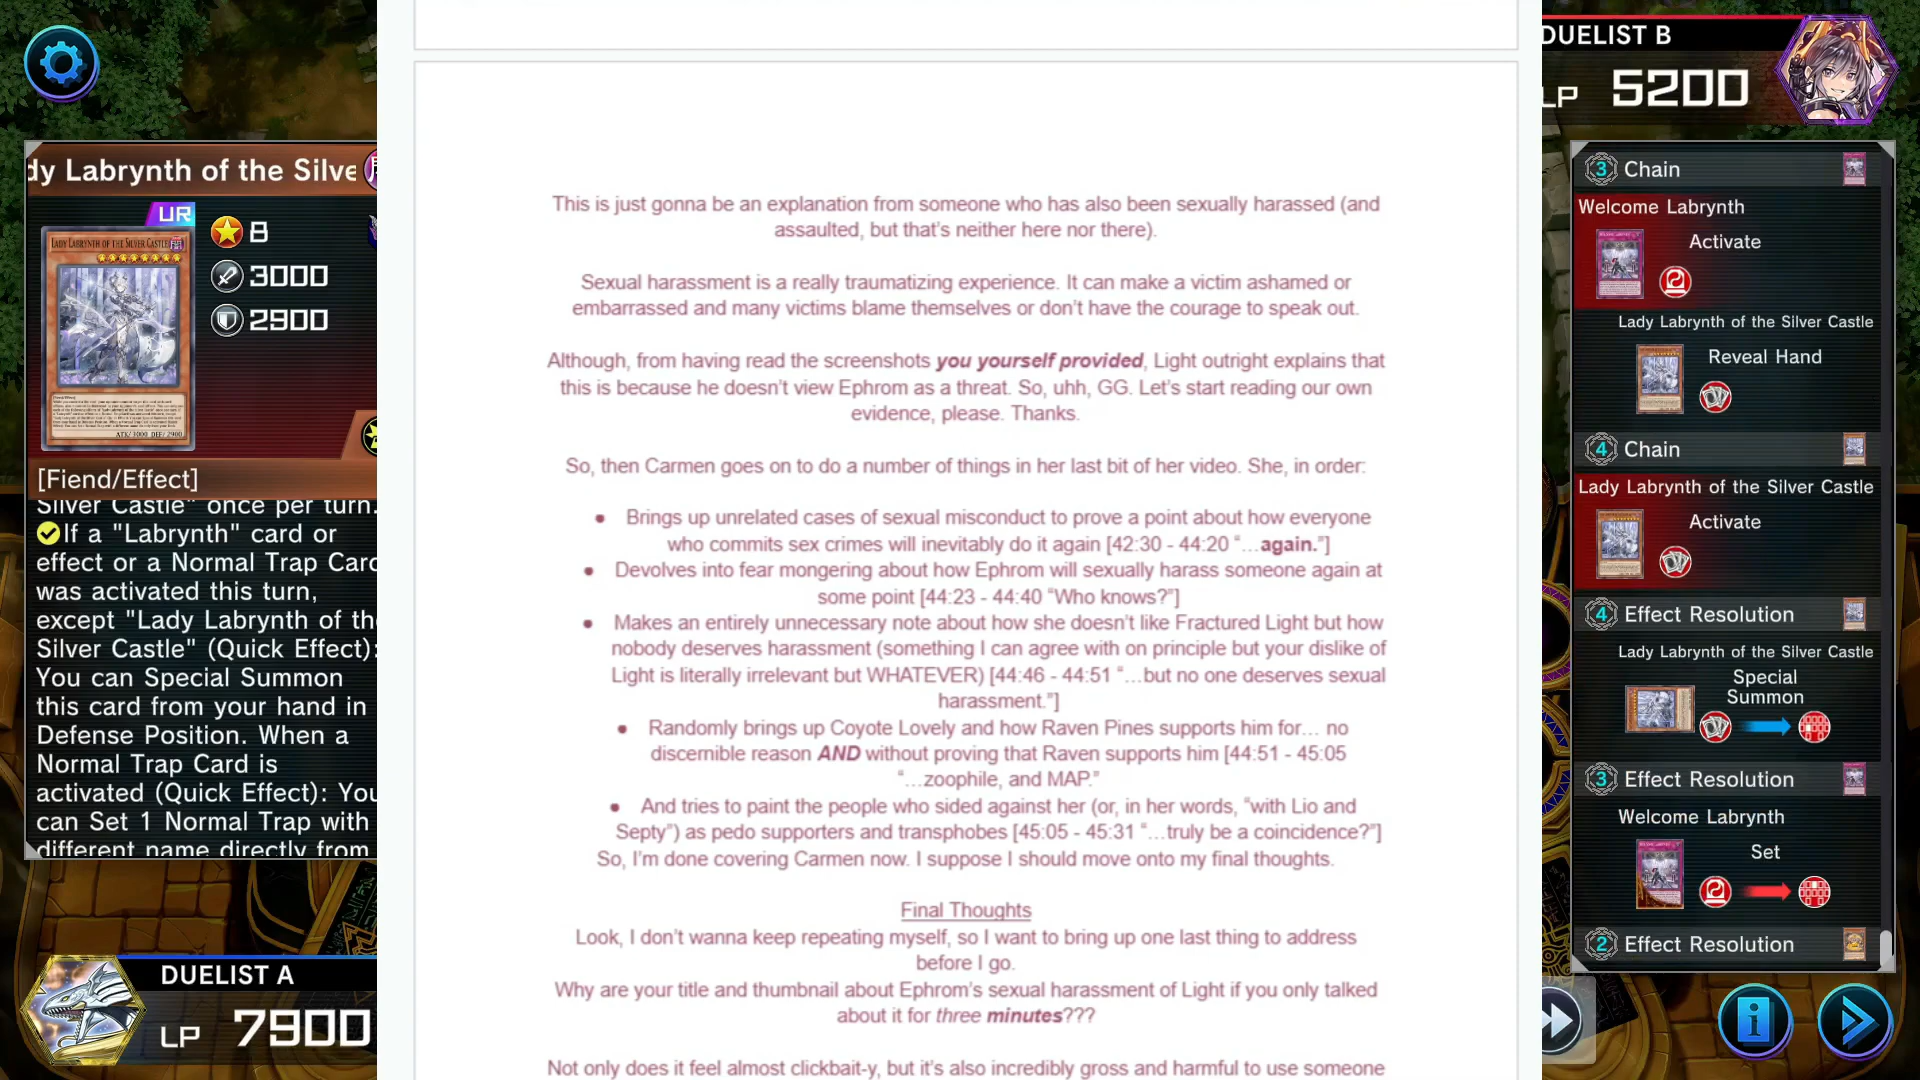 dy Labrynth of the Silve
UR
LADY LABRYNTH OF THE SILVER CASTLE
8
3000
2900
ATK/3000 DEF/2900
[Fiend/Effect]
Silver Castle" once per turn.
If a "Labrynth" card or
effect or a Normal Trap Card
was activated this turn,
except "Lady Labrynth of the
Silver Castle" (Quick Effect):
You can Special Summon
this card from your hand in
Defense Position. When a
Normal Trap Card is
activated (Quick Effect): You
can Set 1 Normal Trap with
different name directly from
DUELIST A
LP 7900
This is just gonna be an explanation from someone who has also been sexually harassed (and
assaulted, but that's neither here nor there).
Sexual harassment is a really traumatizing experience. It can make a victim ashamed or
embarrassed and many victims blame themselves or don't have the courage to speak out.
Although, from having read the screenshots you yourself provided, Light outright explains that
this is because he doesn't view Ephrom as a threat. So, uhh, GG. Let's start reading our own
evidence, please. Thanks.
So, then Carmen goes on to do a number of things in her last bit of her video. She, in order:
● Brings up unrelated cases of sexual misconduct to prove a point about how everyone
who commits sex crimes will inevitably do it again [42:30 - 44:20 “…again.”]
● Devolves into fear mongering about how Ephrom will sexually harass someone again at
some point [44:23 - 44:40 “Who knows?”]
● Makes an entirely unnecessary note about how she doesn't like Fractured Light but how
nobody deserves harassment (something I can agree with on principle but your dislike of
Light is literally irrelevant but WHATEVER) [44:46 - 44:51 “…but no one deserves sexual
harassment.”]
● Randomly brings up Coyote Lovely and how Raven Pines supports him for… no
discernible reason AND without proving that Raven supports him [44:51 - 45:05
“…zoophile, and MAP.”
● And tries to paint the people who sided against her (or, in her words, “with Lio and
Septy”) as pedo supporters and transphobes [45:05 - 45:31 “…truly be a coincidence?”]
So, I'm done covering Carmen now. I suppose I should move onto my final thoughts.
Final Thoughts
Look, I don't wanna keep repeating myself, so I want to bring up one last thing to address
before I go.
Why are your title and thumbnail about Ephrom's sexual harassment of Light if you only talked
about it for three minutes???
Not only does it feel almost clickbait-y, but it's also incredibly gross and harmful to use someone
DUELIST B
LP 5200
3 Chain
Welcome Labrynth
Activate
Lady Labrynth of the Silver Castle
Reveal Hand
4 Chain
Lady Labrynth of the Silver Castle
Activate
4 Effect Resolution
Lady Labrynth of the Silver Castle
Special
Summon
3 Effect Resolution
Welcome Labrynth
Set
2 Effect Resolution